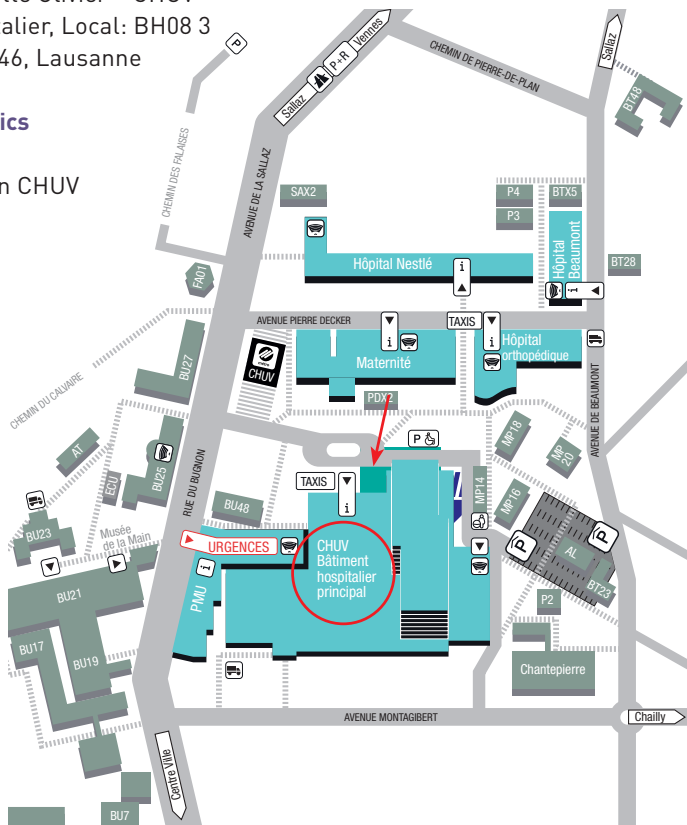 alier, Local: BH08 3
46, Lausanne
ics
n CHUV
P
Sallaz
P+R
Vennes
Sallaz
CHEMIN DE PIERRE-DE-PLAN
BT48
CHEMIN DES FALAISES
AVENUE DE LA SALLAZ
SAX2
P4
BTX5
P3
Hôpital Nestlé
i
Hôpital
Beaumont
i
BT28
FA01
AVENUE PIERRE DECKER
TAXIS
i
i
Maternité
Hôpital
orthopédique
CHUV
BU27
CHEMIN DU CALVAIRE
PDX2
AVENUE DE BEAUMONT
P
MP18
MP
20
AT
ECU
BU25
RUE DU BUGNON
TAXIS
i
BU48
MP14
MP16
P
P
BU23
Musée
de la Main
URGENCES
CHUV
Bâtiment
hospitalier
principal
AL
BT23
i
PMU
BU21
P2
BU17
BU19
Chantepierre
AVENUE MONTAGIBERT
Chailly
Centre Ville
BU7